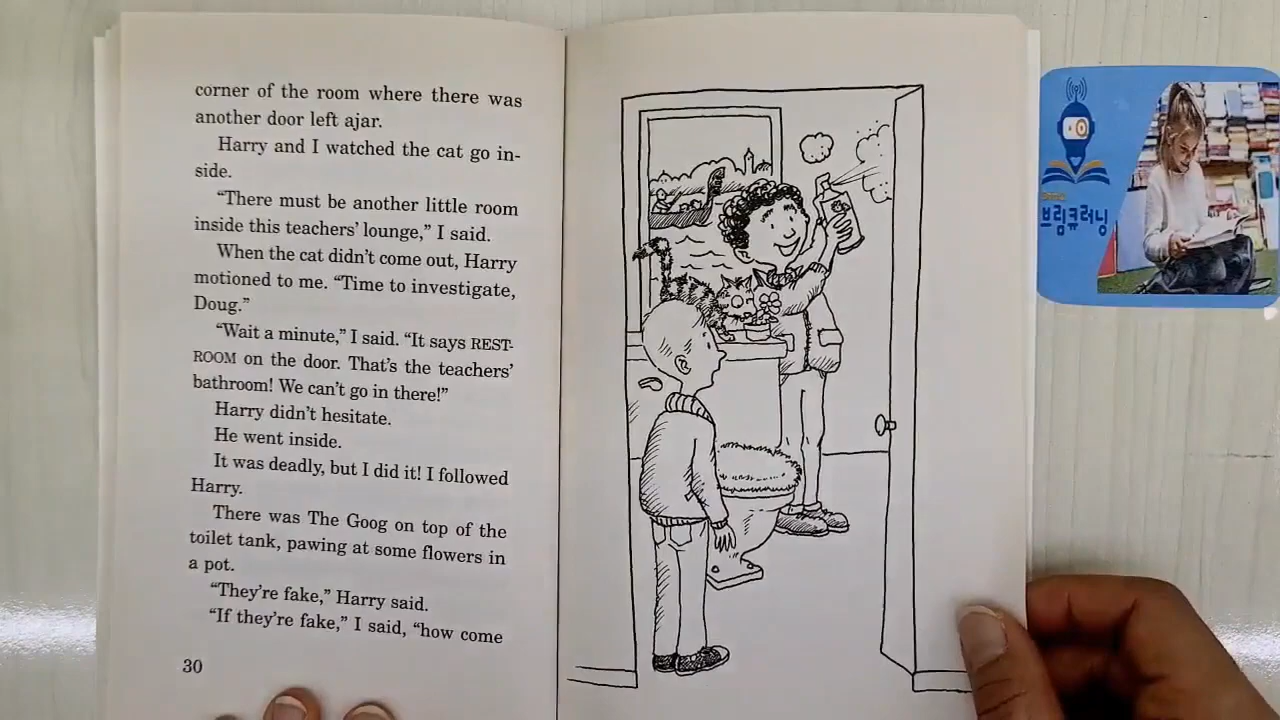 corner of the room where there was
another door left ajar.
Harry and I watched the cat go in-
side.
“There must be another little room
inside this teachers’ lounge,” I said.
When the cat didn’t come out, Harry
motioned to me. “Time to investigate,
Doug.”
“Wait a minute,” I said. “It says REST-
ROOM on the door. That’s the teachers’
bathroom! We can’t go in there!”
Harry didn’t hesitate.
He went inside.
It was deadly, but I did it! I followed
Harry.
There was The Goog on top of the
toilet tank, pawing at some flowers in
a pot.
“They’re fake,” Harry said.
“If they’re fake,” I said, “how come
30
브림큐러닝